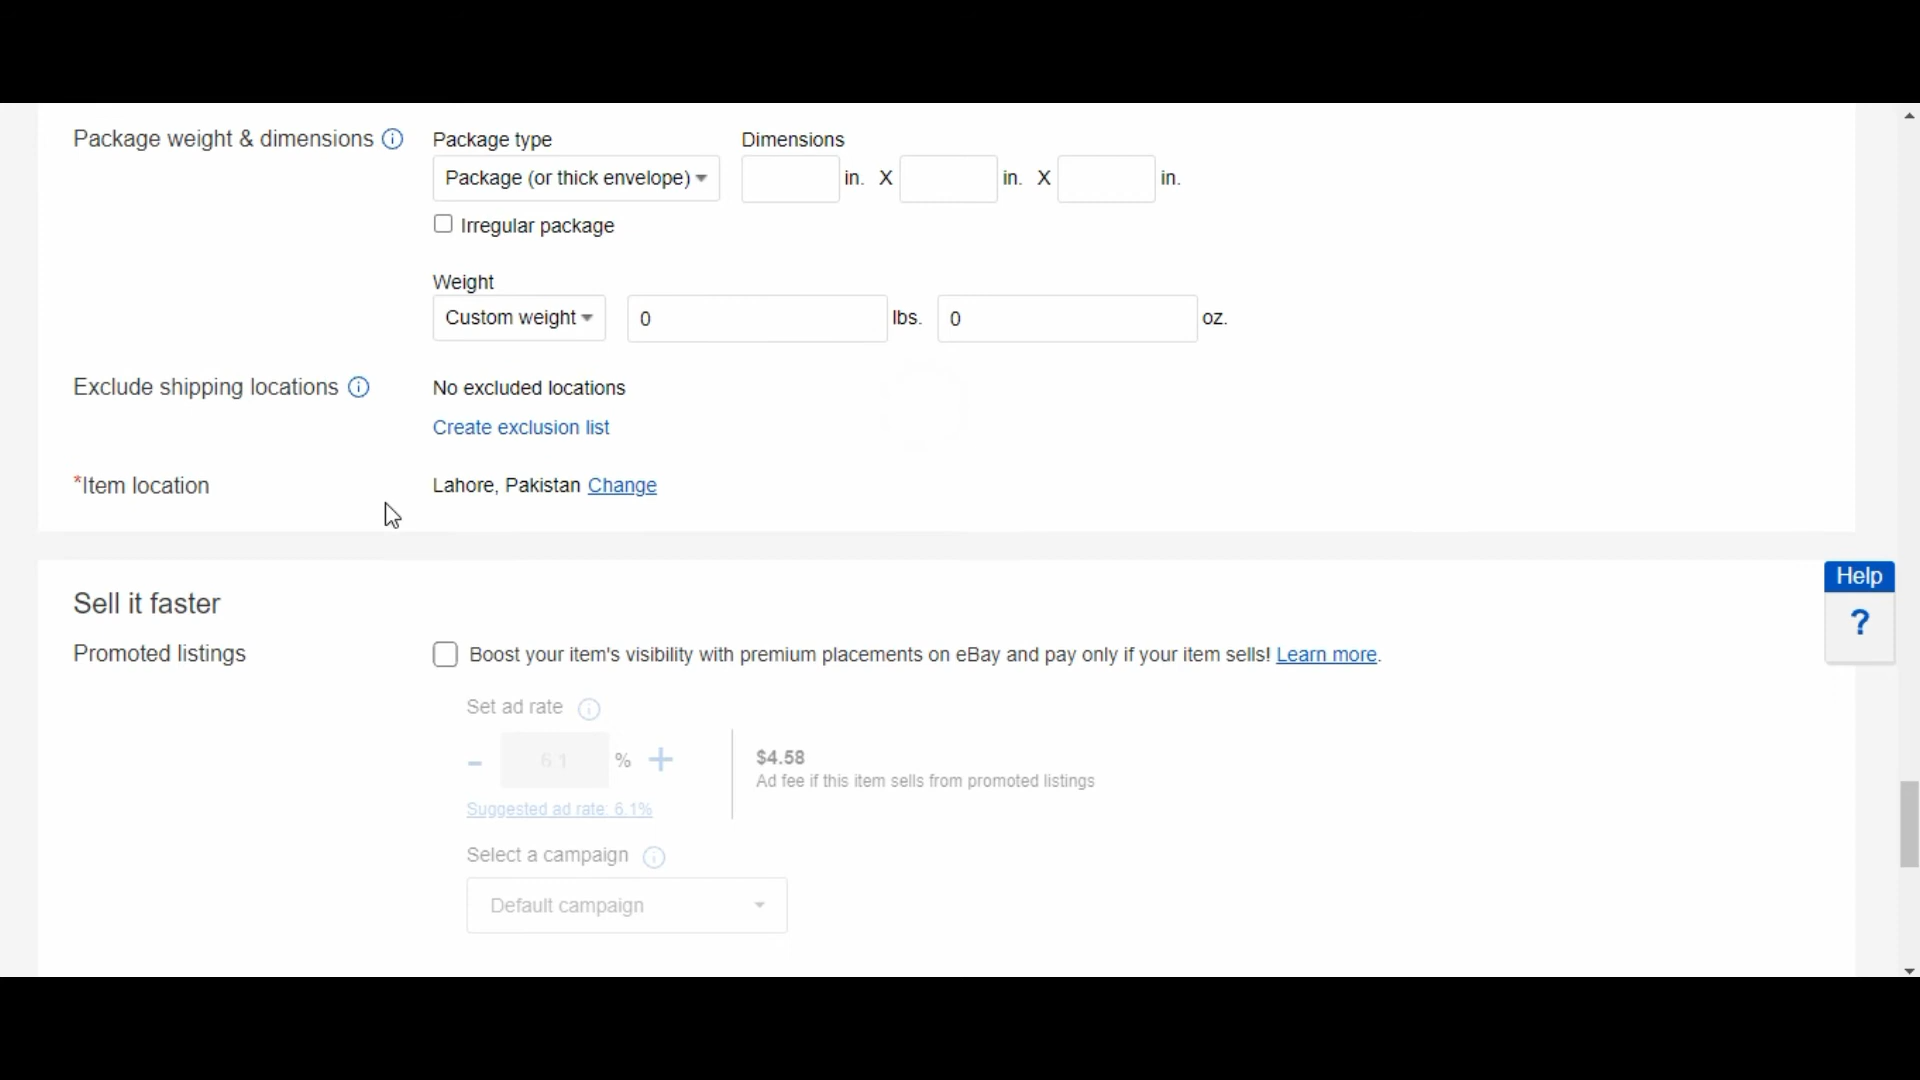 Package weight & dimensions
Package type
Dimensions
Package (or thick envelope)
in. X in. X in.
Irregular package
Weight
Custom weight
0 lbs. 0 oz.
Exclude shipping locations
No excluded locations
Create exclusion list
*Item location
Lahore, Pakistan Change
Sell it faster
Help
?
Promoted listings
Boost your item's visibility with premium placements on eBay and pay only if your item sells! Learn more.
Set ad rate
- 6.1 % +
$4.58
Ad fee if this item sells from promoted listings
Suggested ad rate: 6.1%
Select a campaign
Default campaign